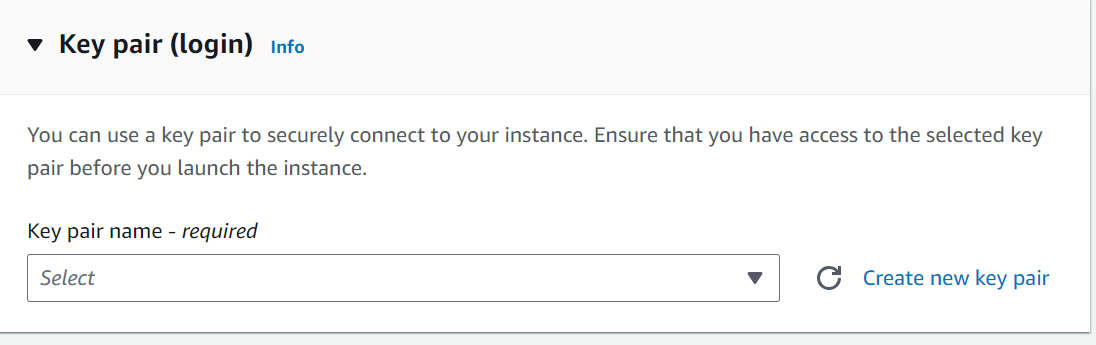 Key pair (login) Info
You can use a key pair to securely connect to your instance. Ensure that you have access to the selected key
pair before you launch the instance.
Key pair name - required
Select
Create new key pair